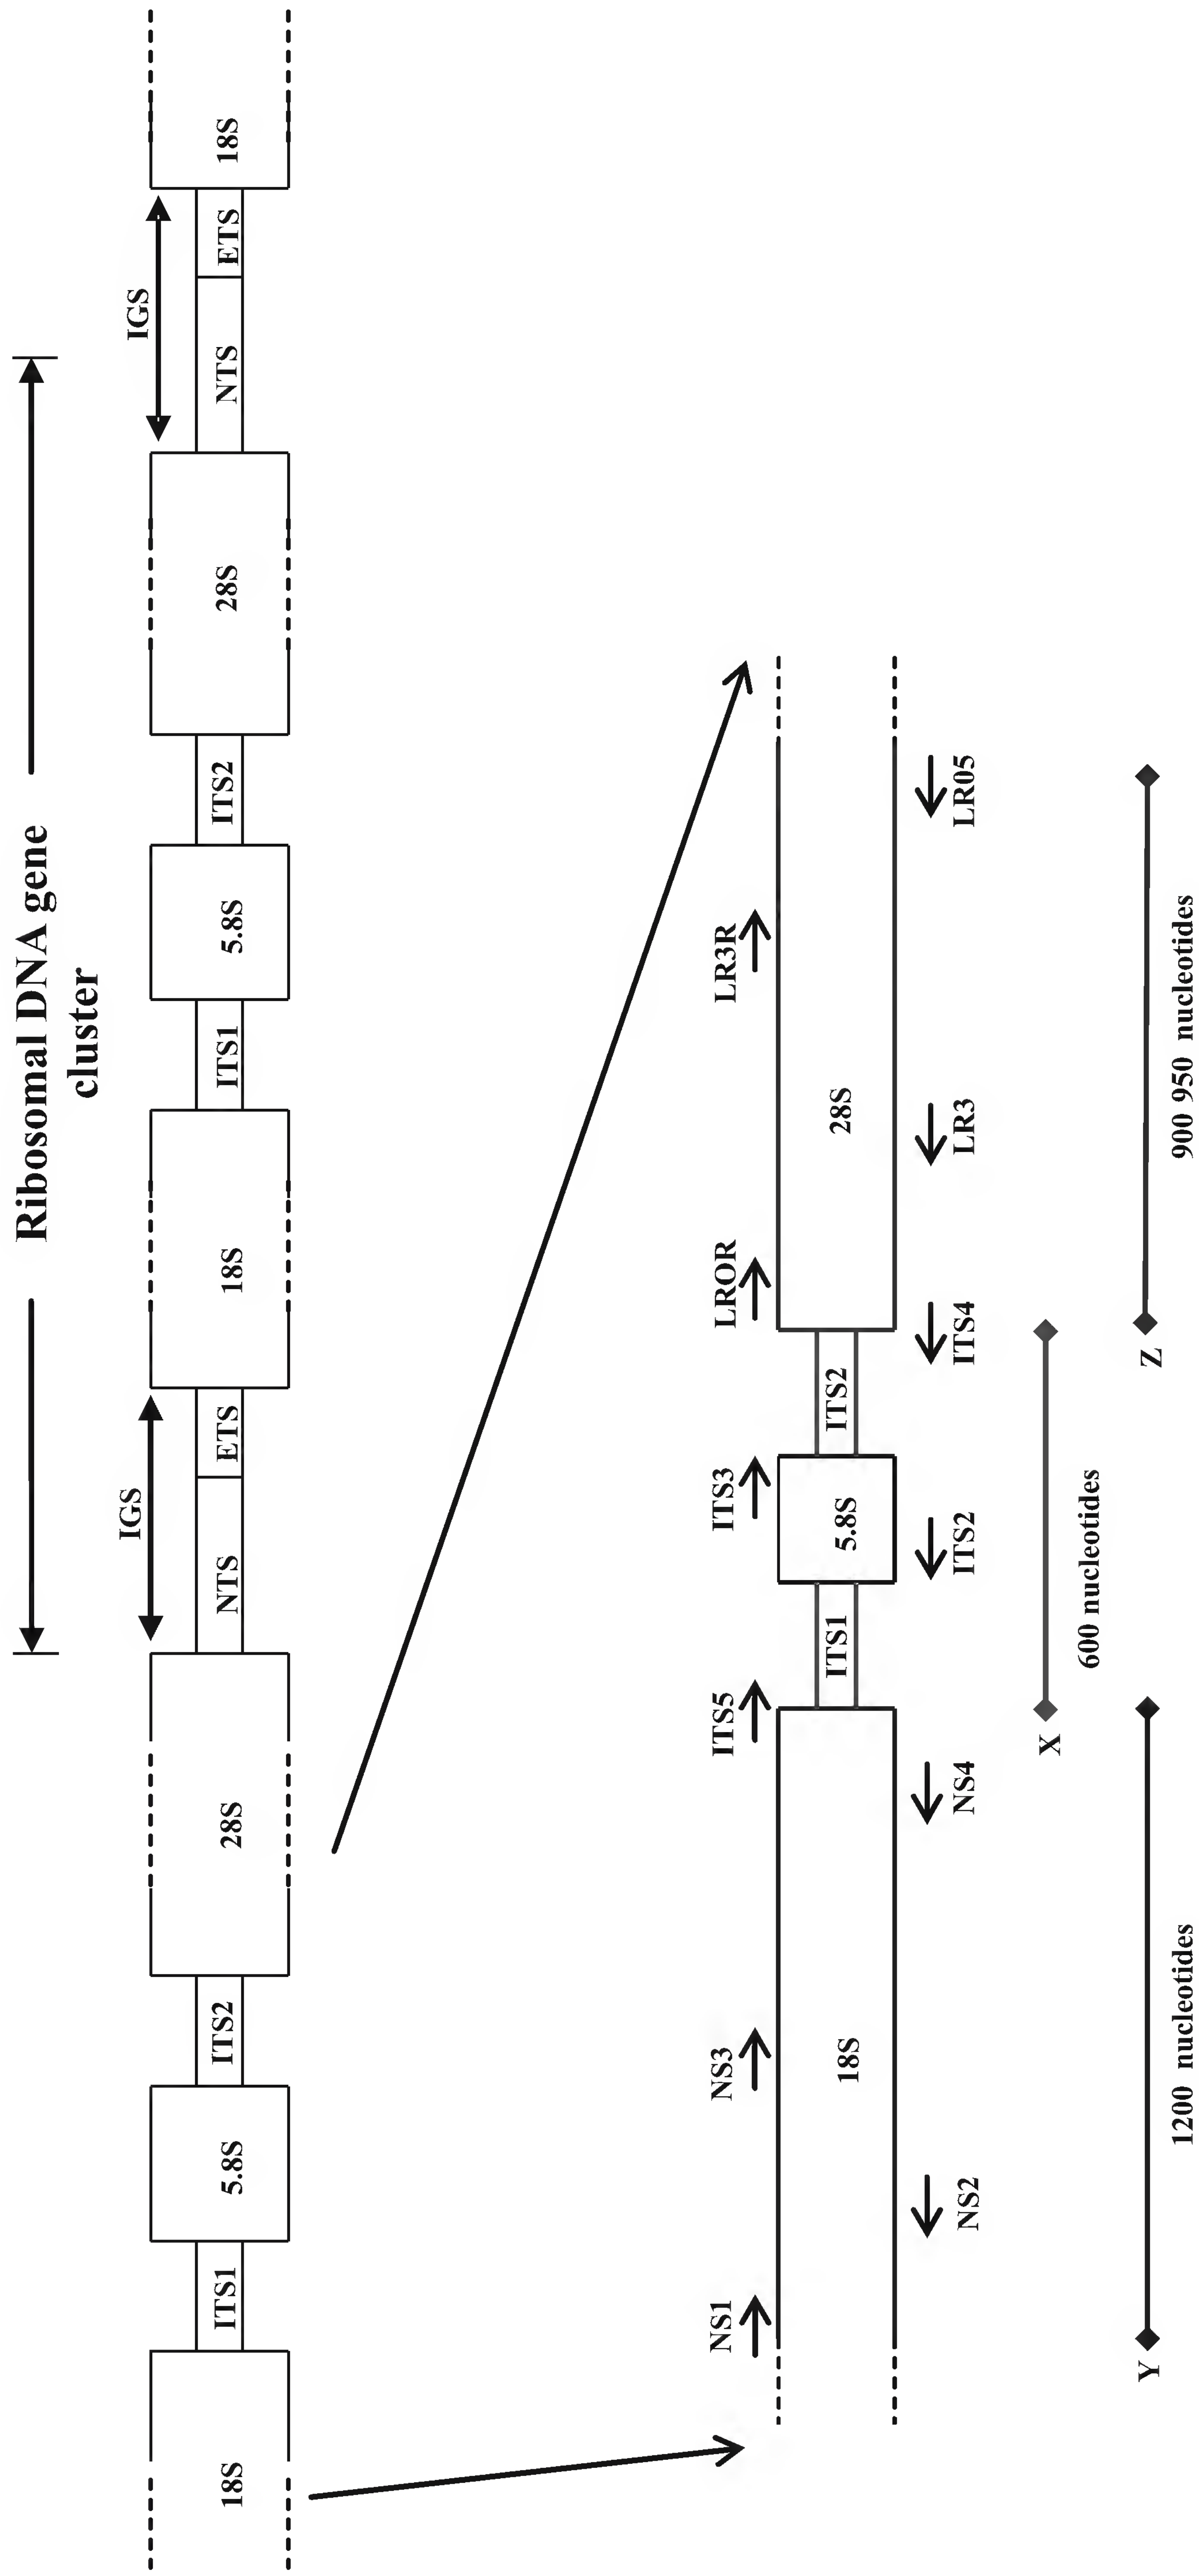 Ribosomal DNA gene
cluster
IGS
IGS
18S
ITS1
5.8S
ITS2
28S
NTS
ETS
18S
ITS1
5.8S
ITS2
28S
NTS
ETS
18S
NS1
NS3
ITS5
ITS3
LROR
LR3R
18S
ITS1
5.8S
ITS2
28S
NS2
NS4
ITS2
ITS4
LR3
LR05
X
600 nucleotides
Y
Z
1200 nucleotides
900 950 nucleotides